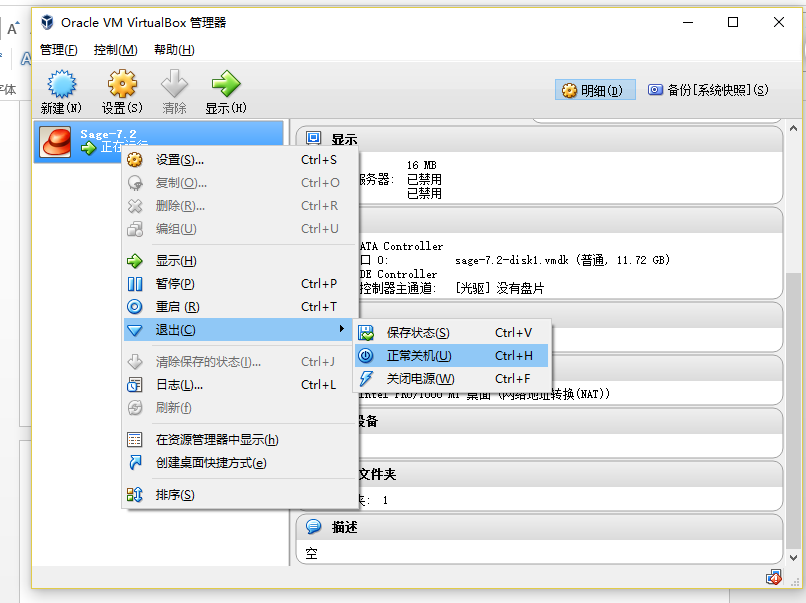 Oracle VM VirtualBox 管理器
管理(F) 控制(M) 帮助(H)
新建(N) 设置(S) 清除 显示(H)
明细(D) 备份[系统快照](S)
Sage-7.2
正在运行
显示
16 MB
服务器: 已禁用
已禁用
设置(S)... Ctrl+S
复制(O)... Ctrl+O
删除(R)... Ctrl+R
编组(U) Ctrl+U
显示(H)
暂停(P) Ctrl+P
重启 (R) Ctrl+T
退出(C)
清除保存的状态(J)... Ctrl+J
日志(L)... Ctrl+L
刷新(f)
在资源管理器中显示(h)
创建桌面快捷方式(e)
排序(S)
保存状态(S) Ctrl+V
正常关机(U) Ctrl+H
关闭电源(W) Ctrl+F
ATA Controller
口 0: sage-7.2-disk1.vmdk (普通, 11.72 GB)
DE Controller
控制器主通道: [光驱] 没有盘片
Intel PRO/1000 MT 桌面 (网络地址转换(NAT))
设备
文件夹
夹: 1
描述
空
A
字体